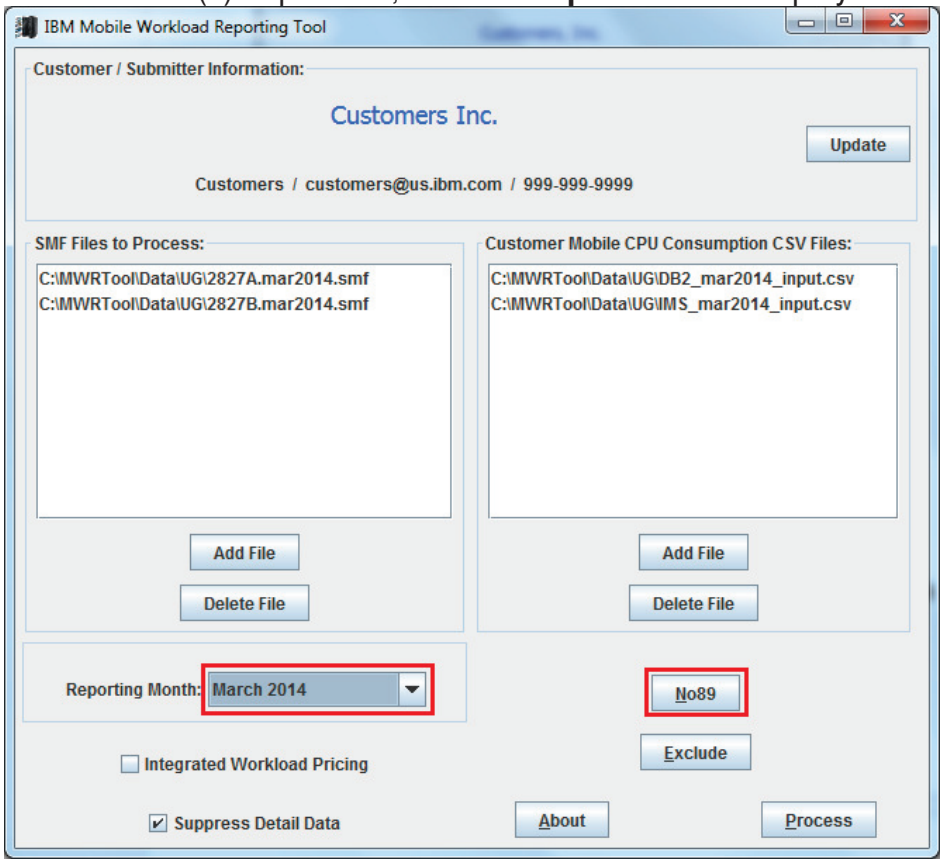 IBM Mobile Workload Reporting Tool
Customer / Submitter Information:
Customers Inc.
Update
Customers / customers@us.ibm.com / 999-999-9999
SMF Files to Process:
C:\MWRTool\Data\UG\2827A.mar2014.smf
C:\MWRTool\Data\UG\2827B.mar2014.smf
Add File
Delete File
Customer Mobile CPU Consumption CSV Files:
C:\MWRTool\Data\UG\DB2_mar2014_input.csv
C:\MWRTool\Data\UG\IMS_mar2014_input.csv
Add File
Delete File
Reporting Month: March 2014
No89
Integrated Workload Pricing
Exclude
Suppress Detail Data
About
Process